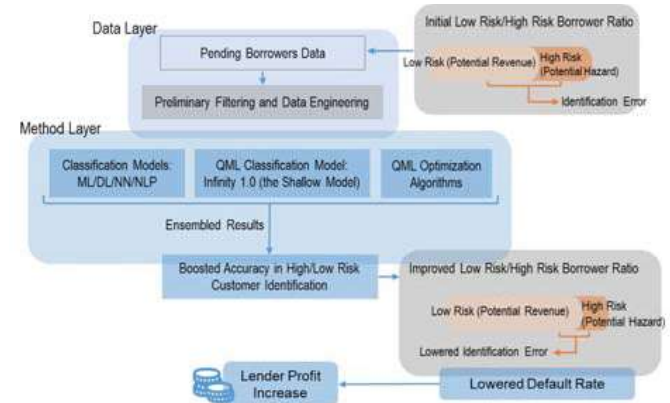 Data Layer
Pending Borrowers Data
Preliminary Filtering and Data Engineering
Initial Low Risk/High Risk Borrower Ratio
Low Risk (Potential Revenue)
High Risk
(Potential Hazard)
Identification Error
Method Layer
Classification Models:
ML/DL/NN/NLP
QML Classification Model:
Infinity 1.0 (the Shallow Model)
QML Optimization
Algorithms
Ensembled Results
Boosted Accuracy in High/Low Risk
Customer Identification
Improved Low Risk/High Risk Borrower Ratio
Low Risk (Potential Revenue)
High Risk
(Potential Hazard)
Lowered Identification Error
Lender Profit
Increase
Lowered Default Rate